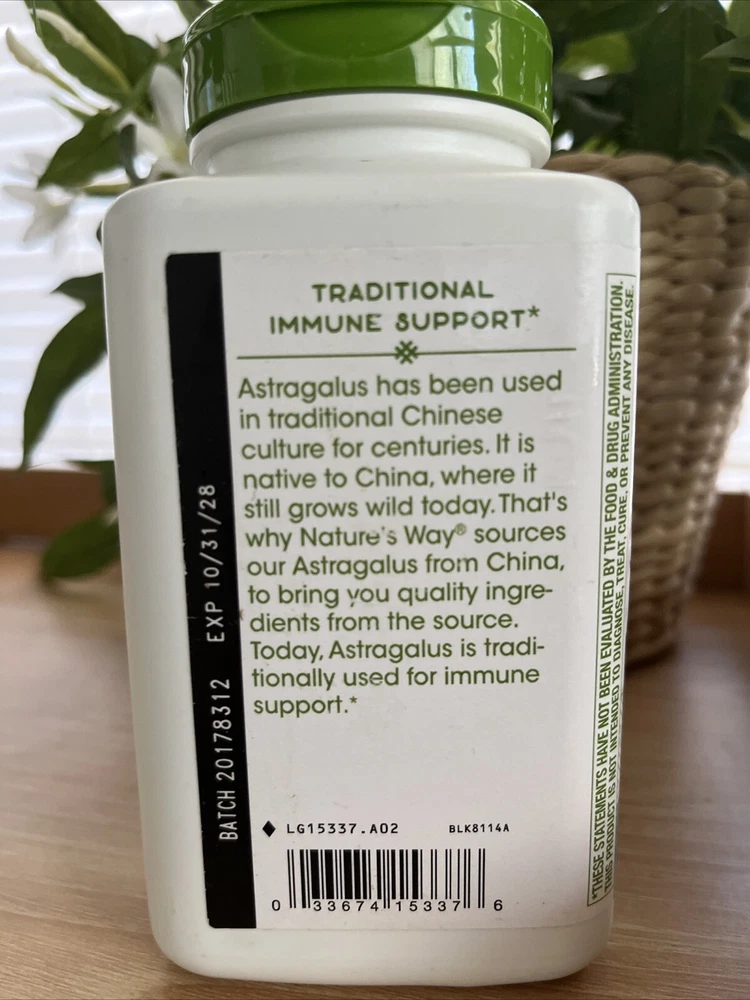 TRADITIONAL
IMMUNE SUPPORT*
Astragalus has been used
in traditional Chinese
culture for centuries. It is
native to China, where it
still grows wild today. That's
why Nature's Way® sources
our Astragalus from China,
to bring you quality ingre-
dients from the source.
Today, Astragalus is tradi-
tionally used for immune
support.*
LG15337.A02 BLK8114A
0 33674 15337 6
BATCH 20178312 EXP 10/31/28
*THESE STATEMENTS HAVE NOT BEEN EVALUATED BY THE FOOD & DRUG ADMINISTRATION.
THIS PRODUCT IS NOT INTENDED TO DIAGNOSE, TREAT, CURE, OR PREVENT ANY DISEASE.